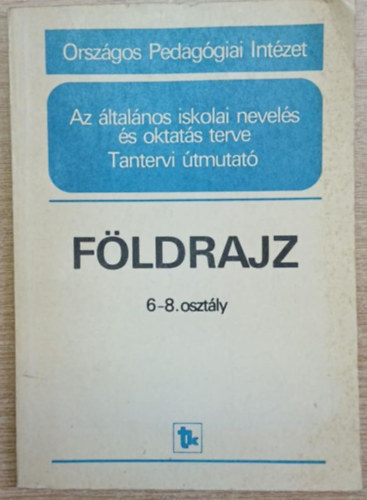 Országos Pedagógiai Intézet
Az általános iskolai nevelés
és oktatás terve
Tantervi útmutató
FÖLDRAJZ
6-8. osztály
tk